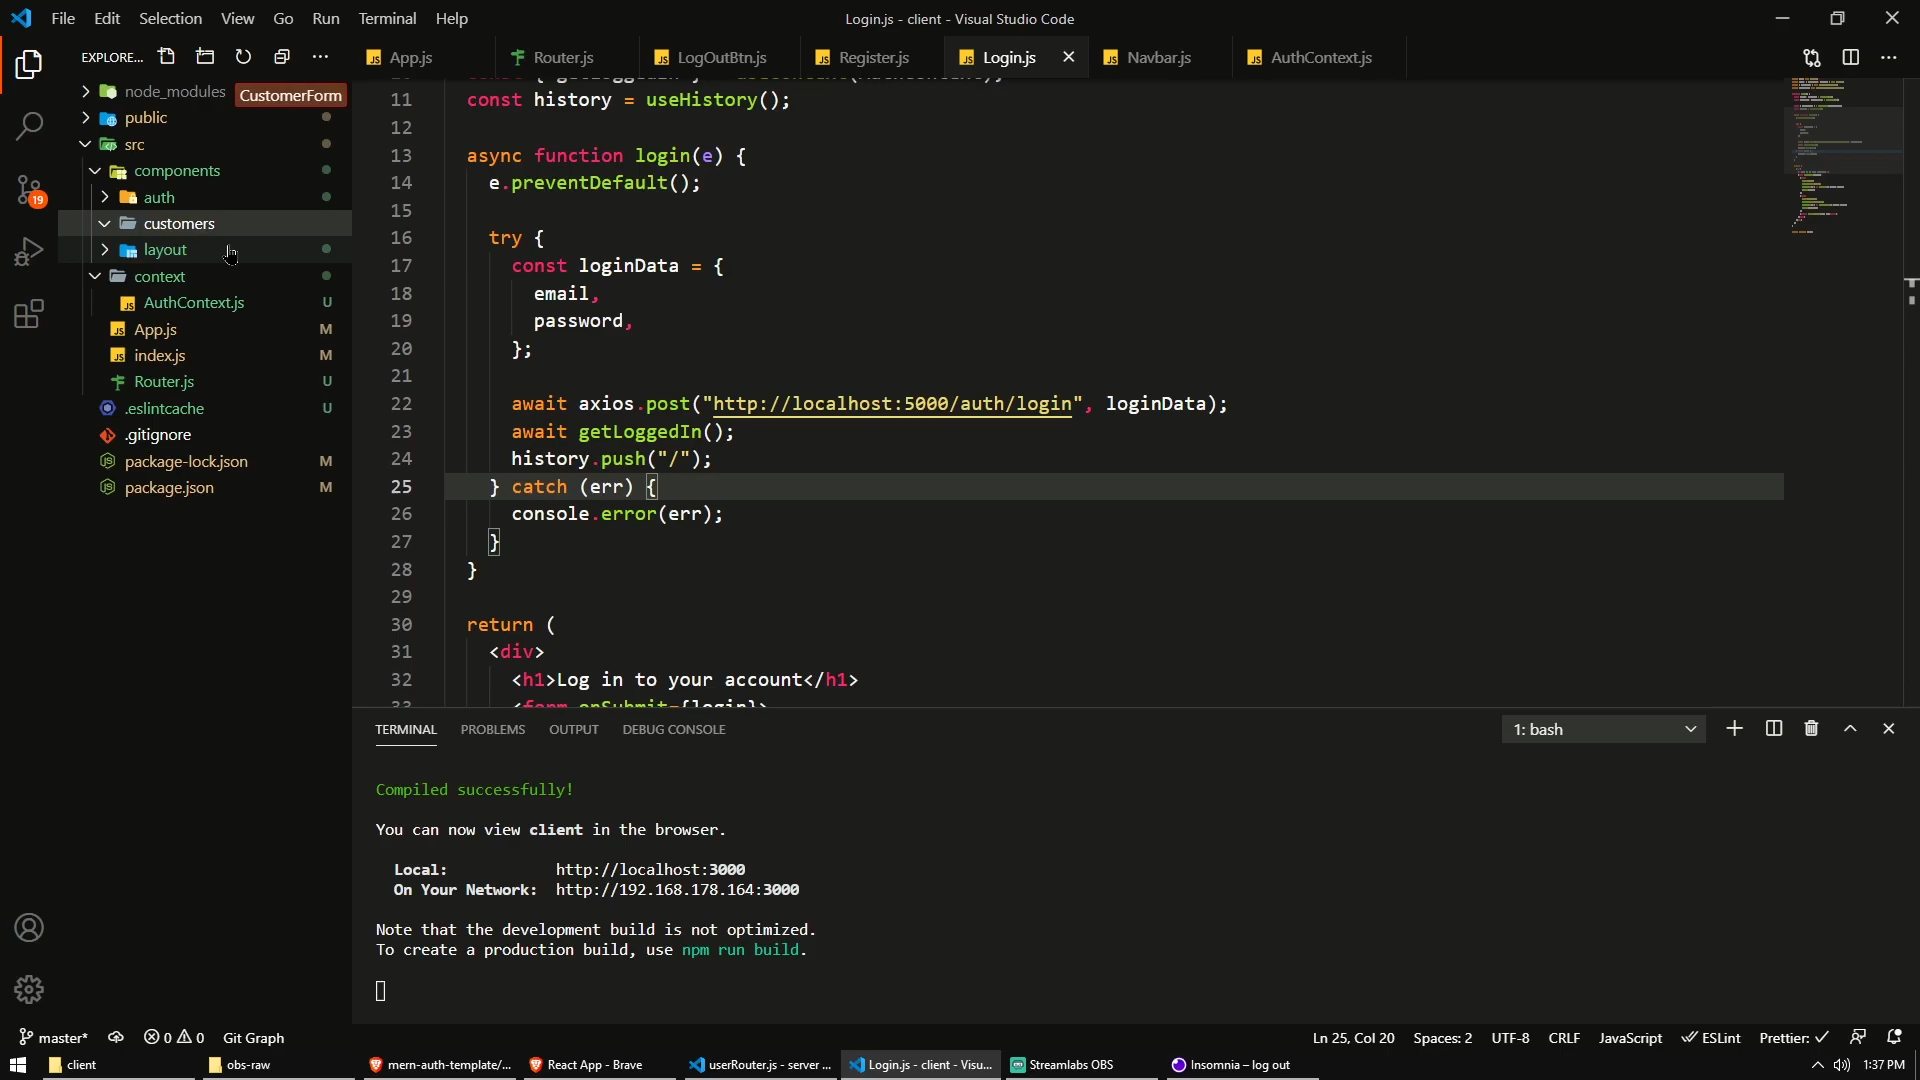 File Edit Selection View Go Run Terminal Help
Login.js - client - Visual Studio Code
EXPLORE...
App.js
Router.js
LogOutBtn.js
Register.js
Login.js
Navbar.js
AuthContext.js
node_modules
CustomerForm
public
src
components
auth
customers
layout
context
AuthContext.js U
App.js M
index.js M
Router.js U
.eslintcache U
.gitignore
package-lock.json M
package.json M
19
11 const history = useHistory();
12
13 async function login(e) {
14 e.preventDefault();
15
16 try {
17 const loginData = {
18 email,
19 password,
20 };
21
22 await axios.post("http://localhost:5000/auth/login", loginData);
23 await getLoggedIn();
24 history.push("/");
25 } catch (err) {
26 console.error(err);
27 }
28 }
29
30 return (
31 <div>
32 <h1>Log in to your account</h1>
33 <form onSubmit={login}>
TERMINAL PROBLEMS OUTPUT DEBUG CONSOLE
1: bash
Compiled successfully!
You can now view client in the browser.
Local: http://localhost:3000
On Your Network: http://192.168.178.164:3000
Note that the development build is not optimized.
To create a production build, use npm run build.
master* 0 0 Git Graph
Ln 25, Col 20 Spaces: 2 UTF-8 CRLF JavaScript ESLint Prettier: ✓
client
obs-raw
mern-auth-template/...
React App - Brave
userRouter.js - server ...
Login.js - client - Visu...
Streamlabs OBS
Insomnia – log out
1:37 PM